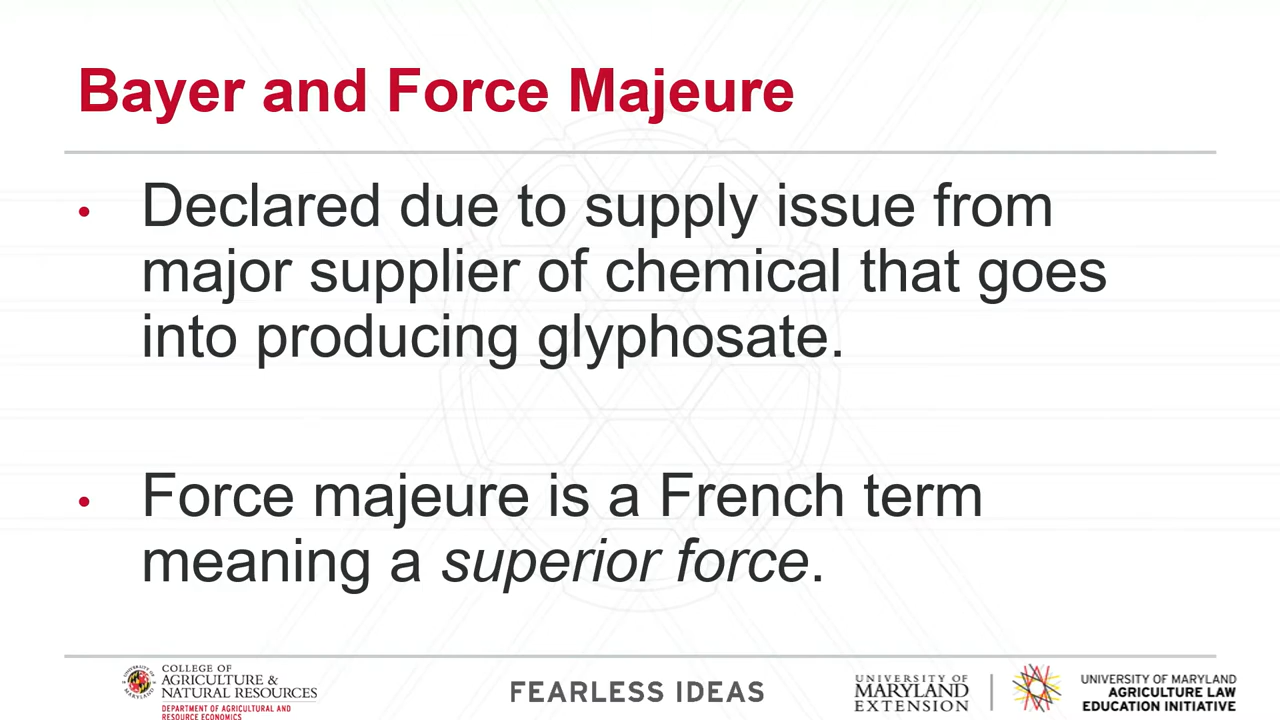 Bayer and Force Majeure
• Declared due to supply issue from
major supplier of chemical that goes
into producing glyphosate.
• Force majeure is a French term
meaning a superior force.
COLLEGE OF
AGRICULTURE &
NATURAL RESOURCES
DEPARTMENT OF AGRICULTURAL AND
RESOURCE ECONOMICS
FEARLESS IDEAS
UNIVERSITY OF
MARYLAND
EXTENSION
UNIVERSITY OF MARYLAND
AGRICULTURE LAW
EDUCATION INITIATIVE